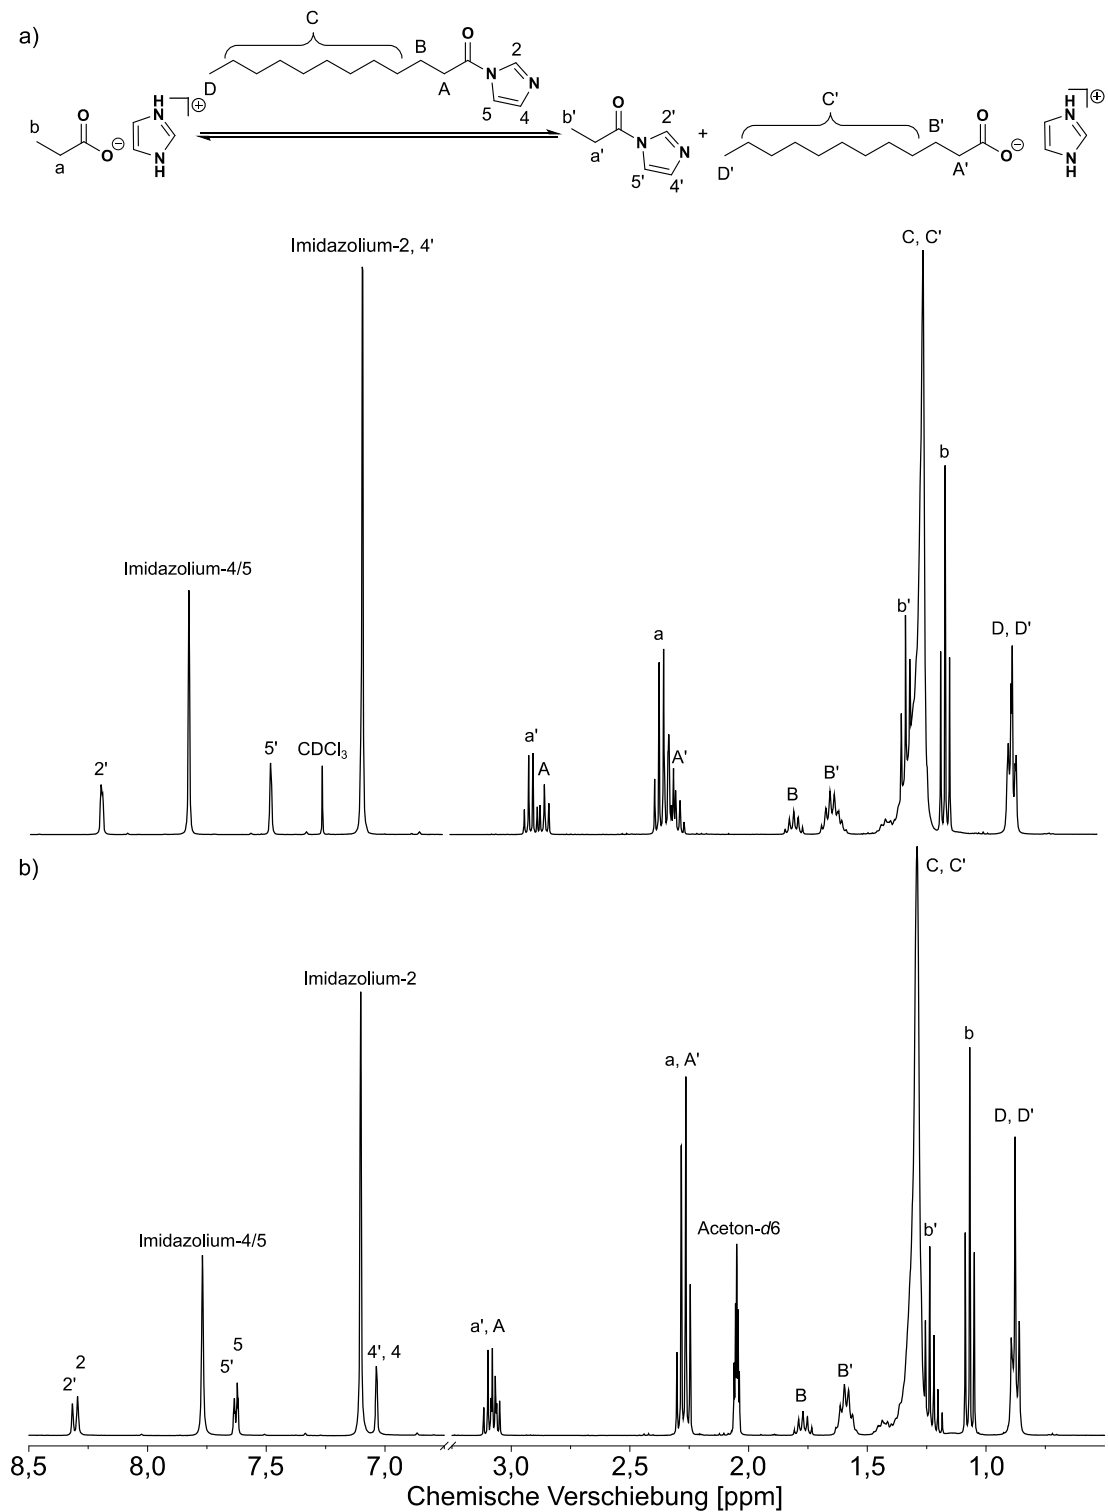 a)
C
O
B
2
N
N
D
A
5
4
H
N
⊕
b
O
O
⊖
a
N
H
O
b'
2'
N
N
a'
5'
4'
+
C'
B'
O
O
⊖
D'
A'
H
N
⊕
N
H
Imidazolium-2, 4'
C, C'
Imidazolium-4/5
b
b'
a
D, D'
2'
5'
CDCl₃
a'
A
A'
B
B'
b)
C, C'
Imidazolium-2
b
a, A'
D, D'
Imidazolium-4/5
Aceton-d6
b'
2'
2
5'
5
4', 4
a', A
B
B'
8,5
8,0
7,5
7,0
3,0
2,5
2,0
1,5
1,0
Chemische Verschiebung [ppm]